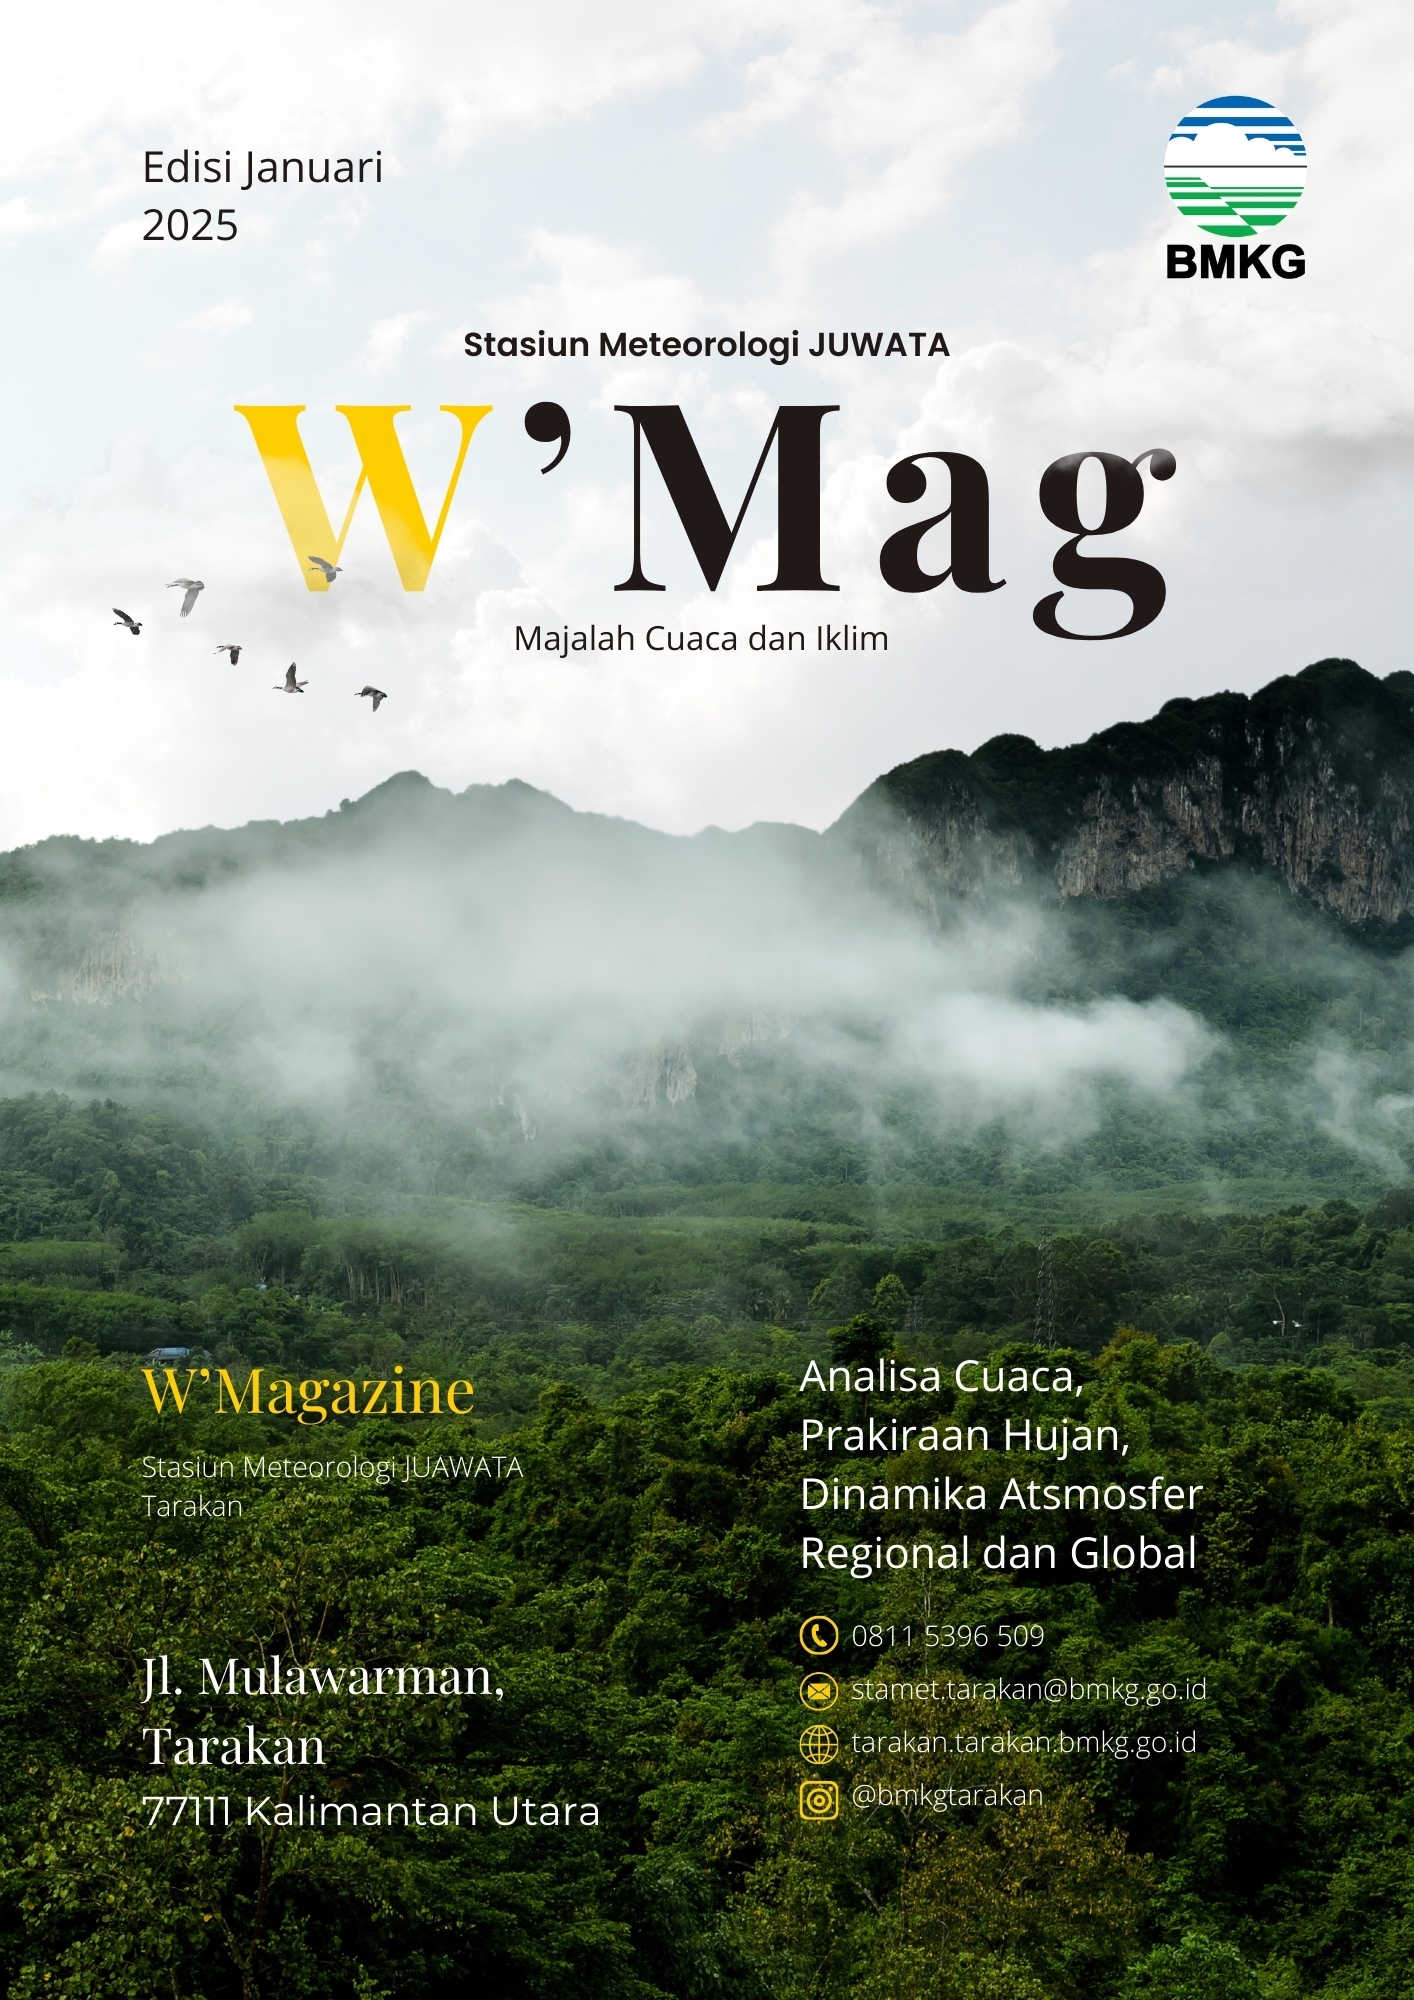 Edisi Januari
2025
BMKG
Stasiun Meteorologi JUWATA
W’Mag
Majalah Cuaca dan Iklim
W’Magazine
Stasiun Meteorologi JUAWATA
Tarakan
Jl. Mulawarman,
Tarakan
77111 Kalimantan Utara
Analisa Cuaca,
Prakiraan Hujan,
Dinamika Atsmosfer
Regional dan Global
0811 5396 509
stamet.tarakan@bmkg.go.id
tarakan.tarakan.bmkg.go.id
@bmkgtarakan